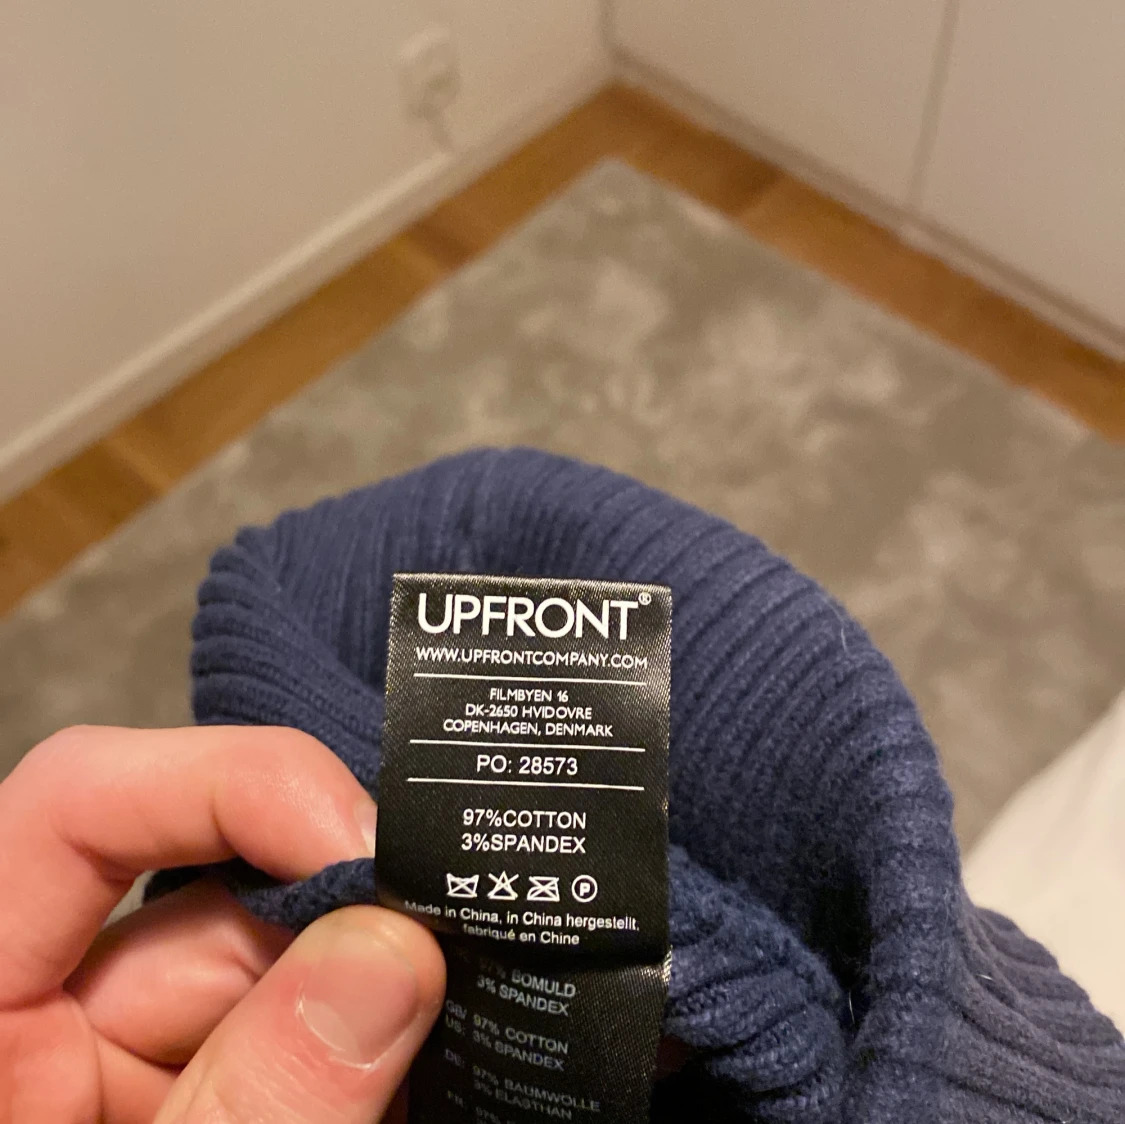 UPFRONT®
WWW.UPFRONTCOMPANY.COM
FILMBYEN 16
DK-2650 HVIDOVRE
COPENHAGEN, DENMARK
PO: 28573
97%COTTON
3%SPANDEX
P
Made in China, in China hergestellt,
fabriqué en Chine
BOMULD
3% SPANDEX
GB/ 97% COTTON
US: 3% SPANDEX
DE: 97% BAUMWOLLE
3% ELASTHAN